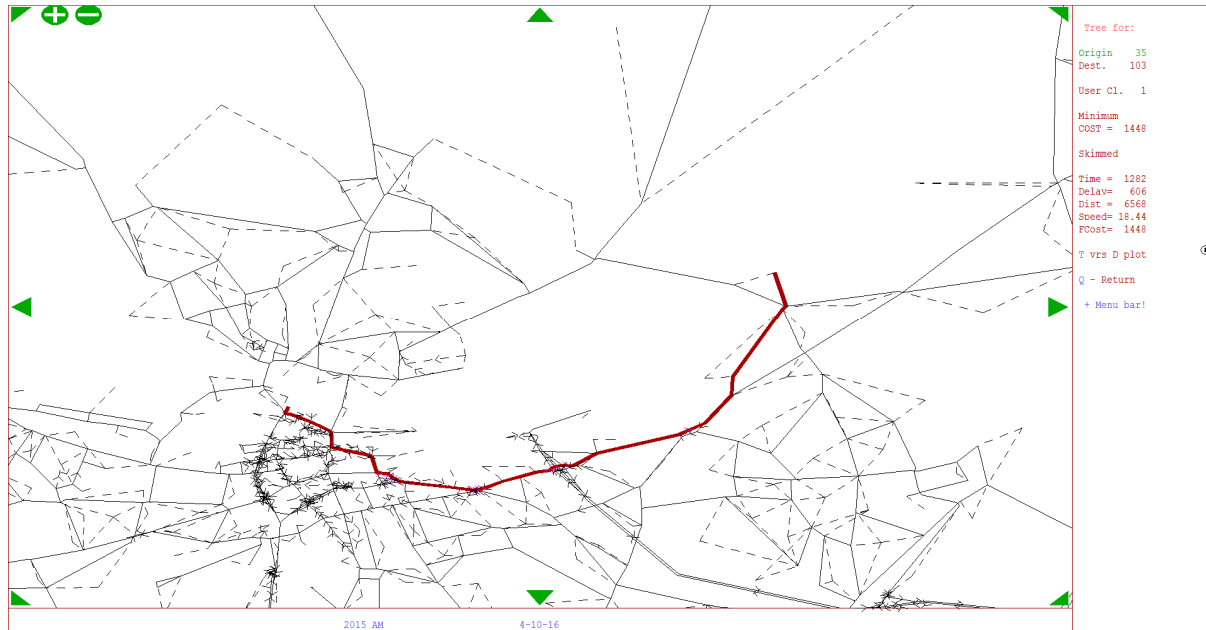 Tree for:
Origin 35
Dest. 103
User Cl. 1
Minimum
COST = 1448
Skimmed
Time = 1282
Delay= 606
Dist = 6568
Speed= 18.44
FCost= 1448
T vrs D plot
Q - Return
+ Menu bar!
2015 AM 4-10-16